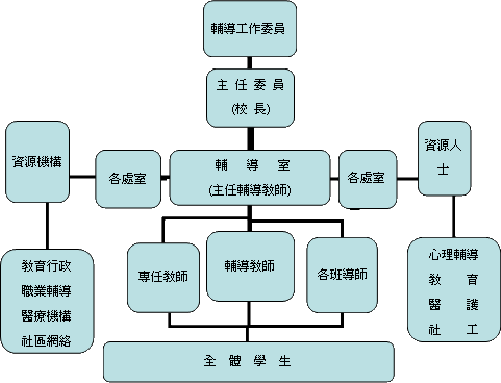 輔導工作委員
主 任 委 員
(校 長)
資源機構
各處室
輔 導 室
(主任輔導教師)
各處室
資源人
士
教育行政
職業輔導
醫療機構
社區網絡
專任教師
輔導教師
各班導師
心理輔導
教 育
醫 護
社 工
全 體 學 生